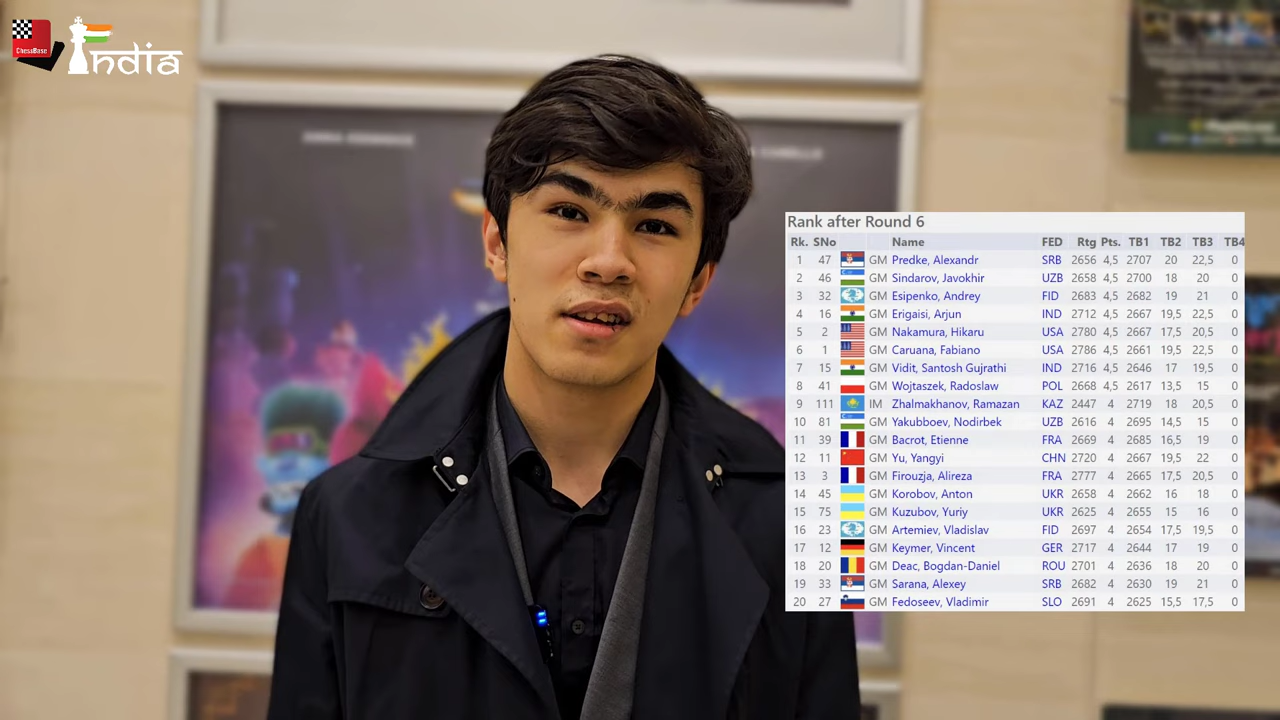 ChessBase
India
Rank after Round 6
Rk. SNo Name FED Rtg Pts. TB1 TB2 TB3 TB4
1 47 GM Predke, Alexandr SRB 2656 4,5 2707 20 22,5 0
2 46 GM Sindarov, Javokhir UZB 2658 4,5 2700 18 20 0
3 32 GM Esipenko, Andrey FID 2683 4,5 2682 19 21 0
4 16 GM Erigaisi, Arjun IND 2712 4,5 2667 19,5 22,5 0
5 2 GM Nakamura, Hikaru USA 2780 4,5 2667 17,5 20,5 0
6 1 GM Caruana, Fabiano USA 2786 4,5 2661 19,5 22,5 0
7 15 GM Vidit, Santosh Gujrathi IND 2716 4,5 2646 17 19,5 0
8 41 GM Wojtaszek, Radoslaw POL 2668 4,5 2617 13,5 15 0
9 111 IM Zhalmakhanov, Ramazan KAZ 2447 4 2719 18 20,5 0
10 81 GM Yakubboev, Nodirbek UZB 2616 4 2695 14,5 15 0
11 39 GM Bacrot, Etienne FRA 2669 4 2685 16,5 19 0
12 11 GM Yu, Yangyi CHN 2720 4 2667 19,5 22 0
13 3 GM Firouzja, Alireza FRA 2777 4 2665 17,5 20,5 0
14 45 GM Korobov, Anton UKR 2658 4 2662 16 18 0
15 75 GM Kuzubov, Yuriy UKR 2625 4 2655 15 16 0
16 23 GM Artemiev, Vladislav FID 2697 4 2654 17,5 19,5 0
17 12 GM Keymer, Vincent GER 2717 4 2644 17 19 0
18 20 GM Deac, Bogdan-Daniel ROU 2701 4 2636 18 20 0
19 33 GM Sarana, Alexey SRB 2682 4 2630 19 21 0
20 27 GM Fedoseev, Vladimir SLO 2691 4 2625 15,5 17,5 0